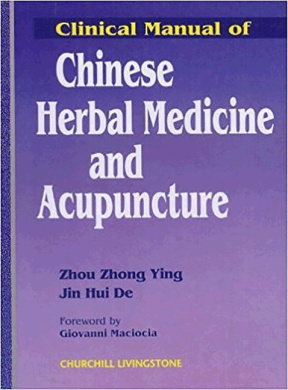 Clinical Manual of
Chinese
Herbal Medicine
and
Acupuncture
Zhou Zhong Ying
Jin Hui De
Foreword by
Giovanni Maciocia
CHURCHILL LIVINGSTONE